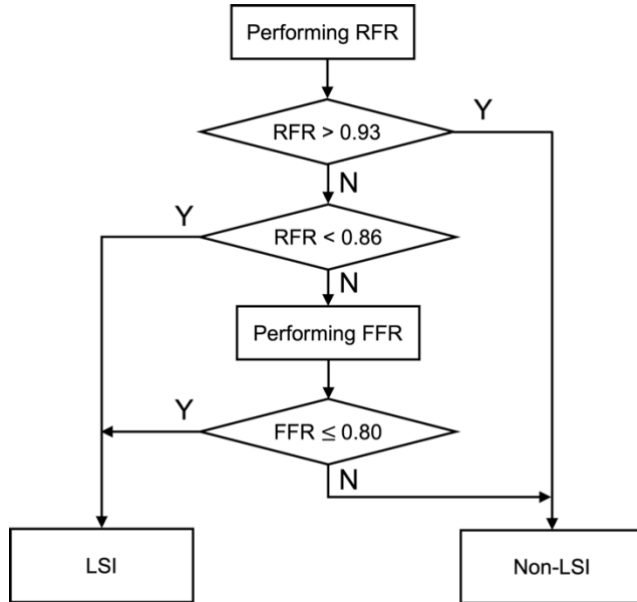 Performing RFR
RFR > 0.93
Y
N
Y
RFR < 0.86
N
Performing FFR
Y
FFR ≤ 0.80
N
LSI
Non-LSI